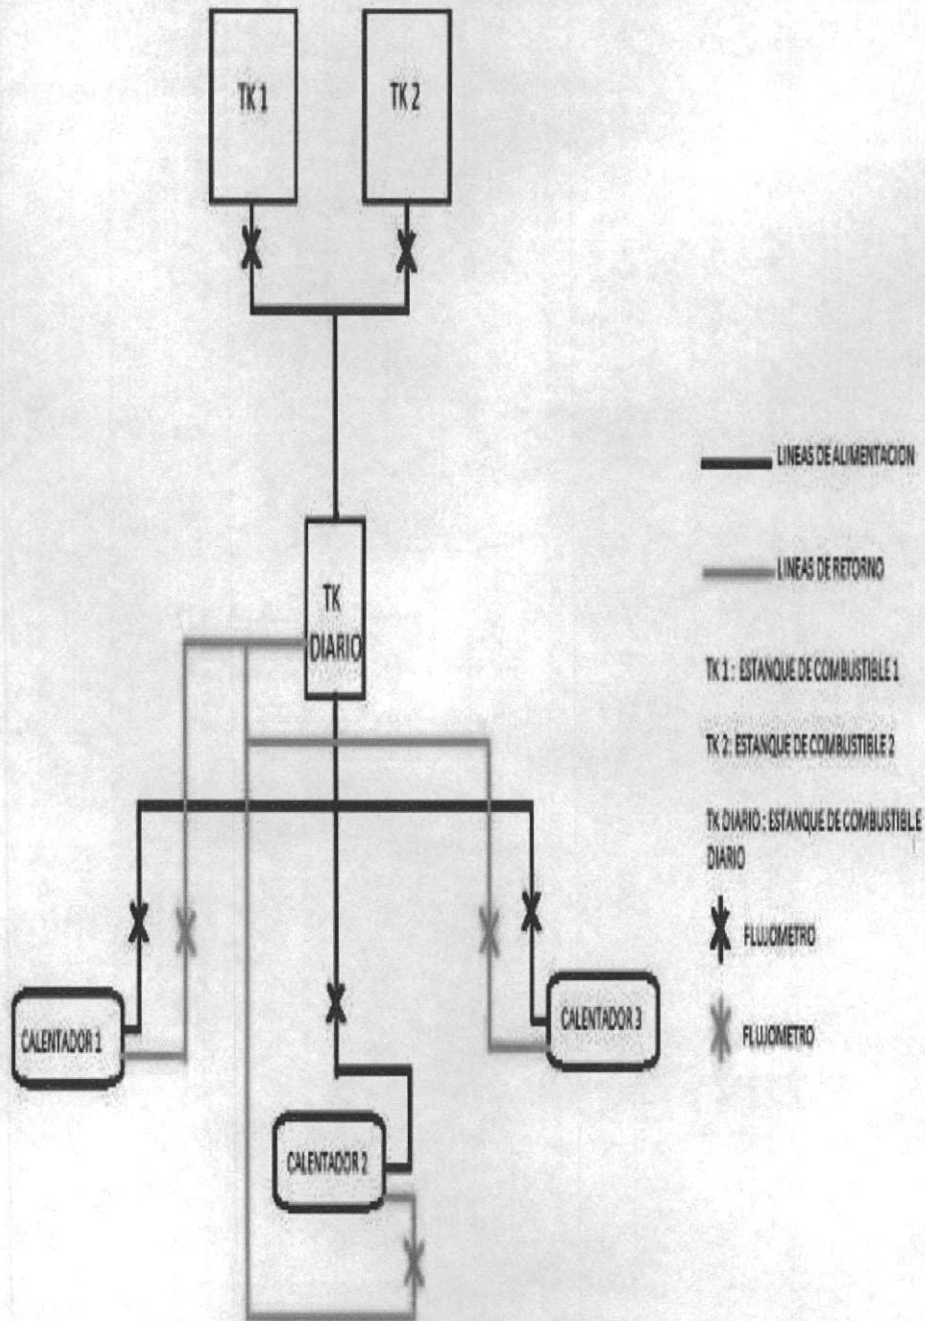 TK 1
TK 2
TK
DIARIO
CALENTADOR 1
CALENTADOR 2
CALENTADOR 3
LINEAS DE ALIMENTACION
LINEAS DE RETORNO
TK 1 : ESTANQUE DE COMBUSTIBLE 1
TK 2: ESTANQUE DE COMBUSTIBLE 2
TK DIARIO : ESTANQUE DE COMBUSTIBLE
DIARIO
FLUJOMETRO
FLUJOMETRO